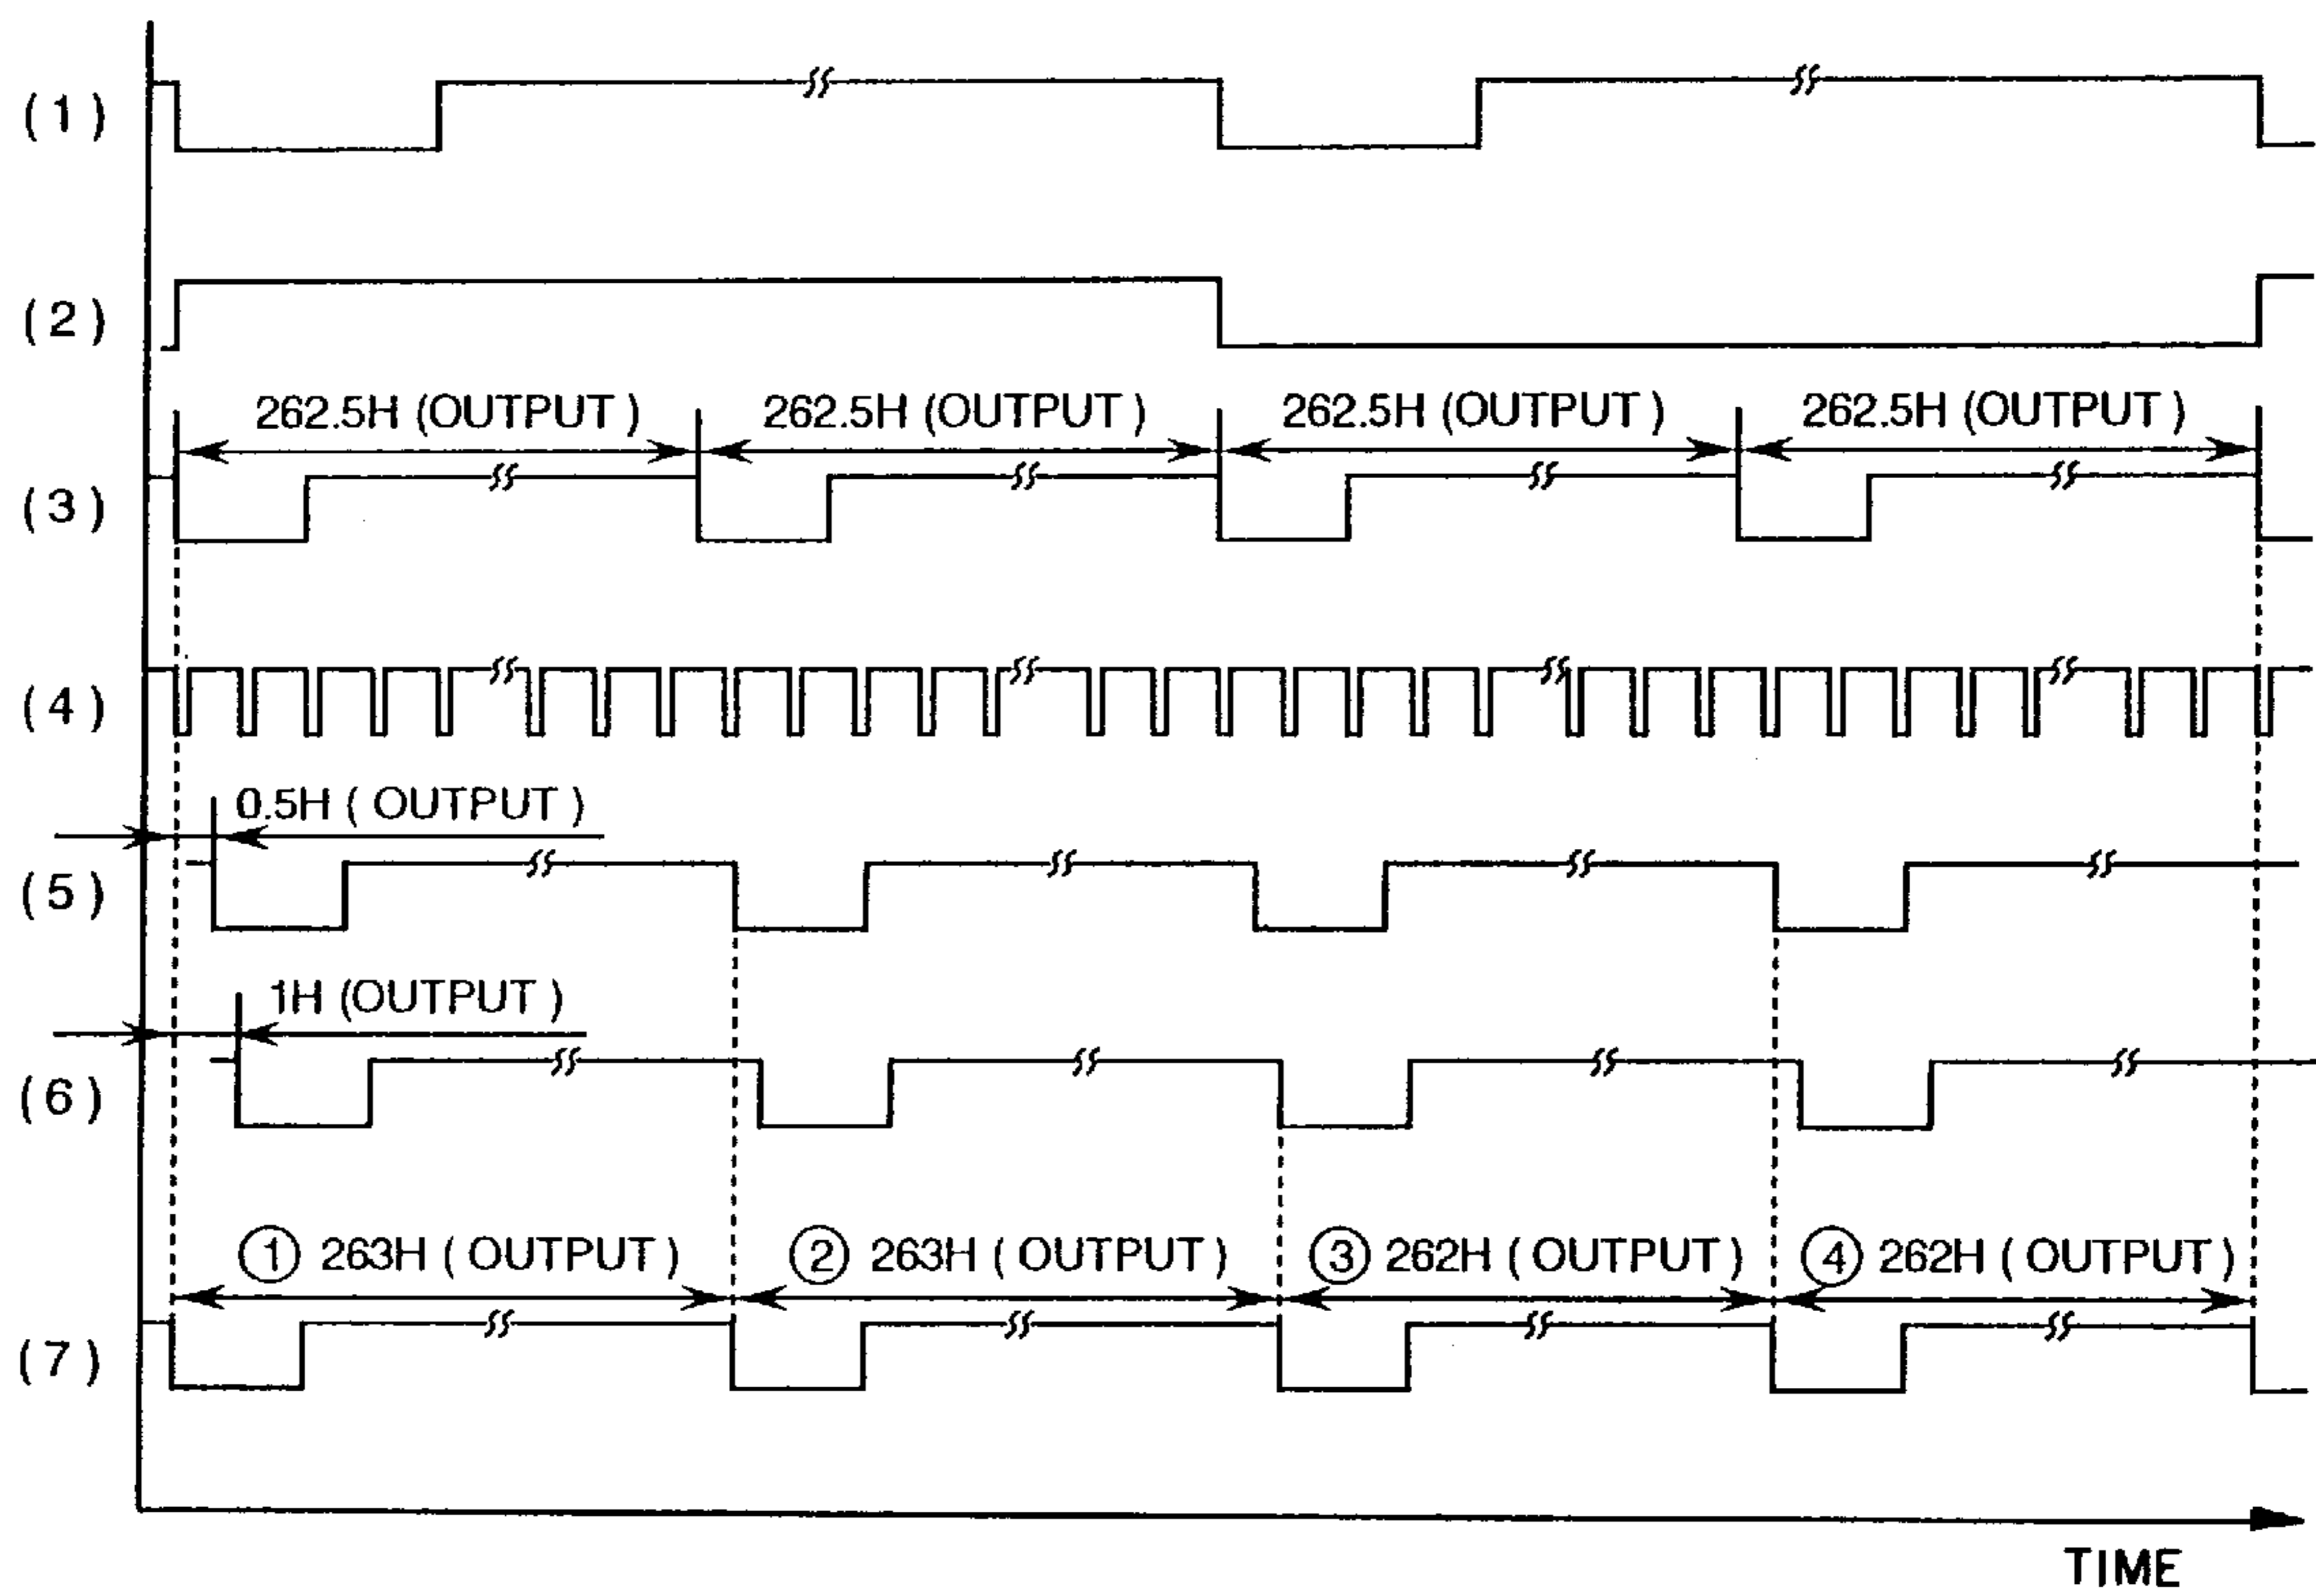 (1)
(2)
262.5H (OUTPUT) 262.5H (OUTPUT) 262.5H (OUTPUT) 262.5H (OUTPUT)
(3)
(4)
0.5H ( OUTPUT )
(5)
1H (OUTPUT )
(6)
① 263H ( OUTPUT ) ② 263H ( OUTPUT ) ③ 262H ( OUTPUT ) ④ 262H ( OUTPUT )
(7)
TIME